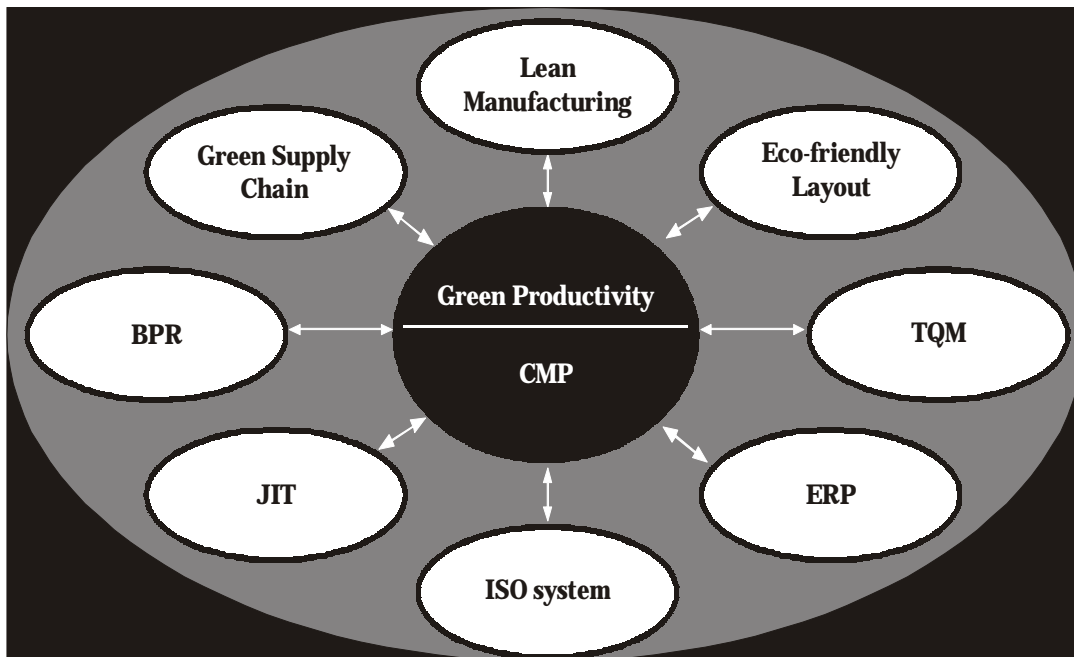 Lean
Manufacturing
Green Supply
Chain
Eco-friendly
Layout
Green Productivity
BPR
TQM
CMP
JIT
ERP
ISO system